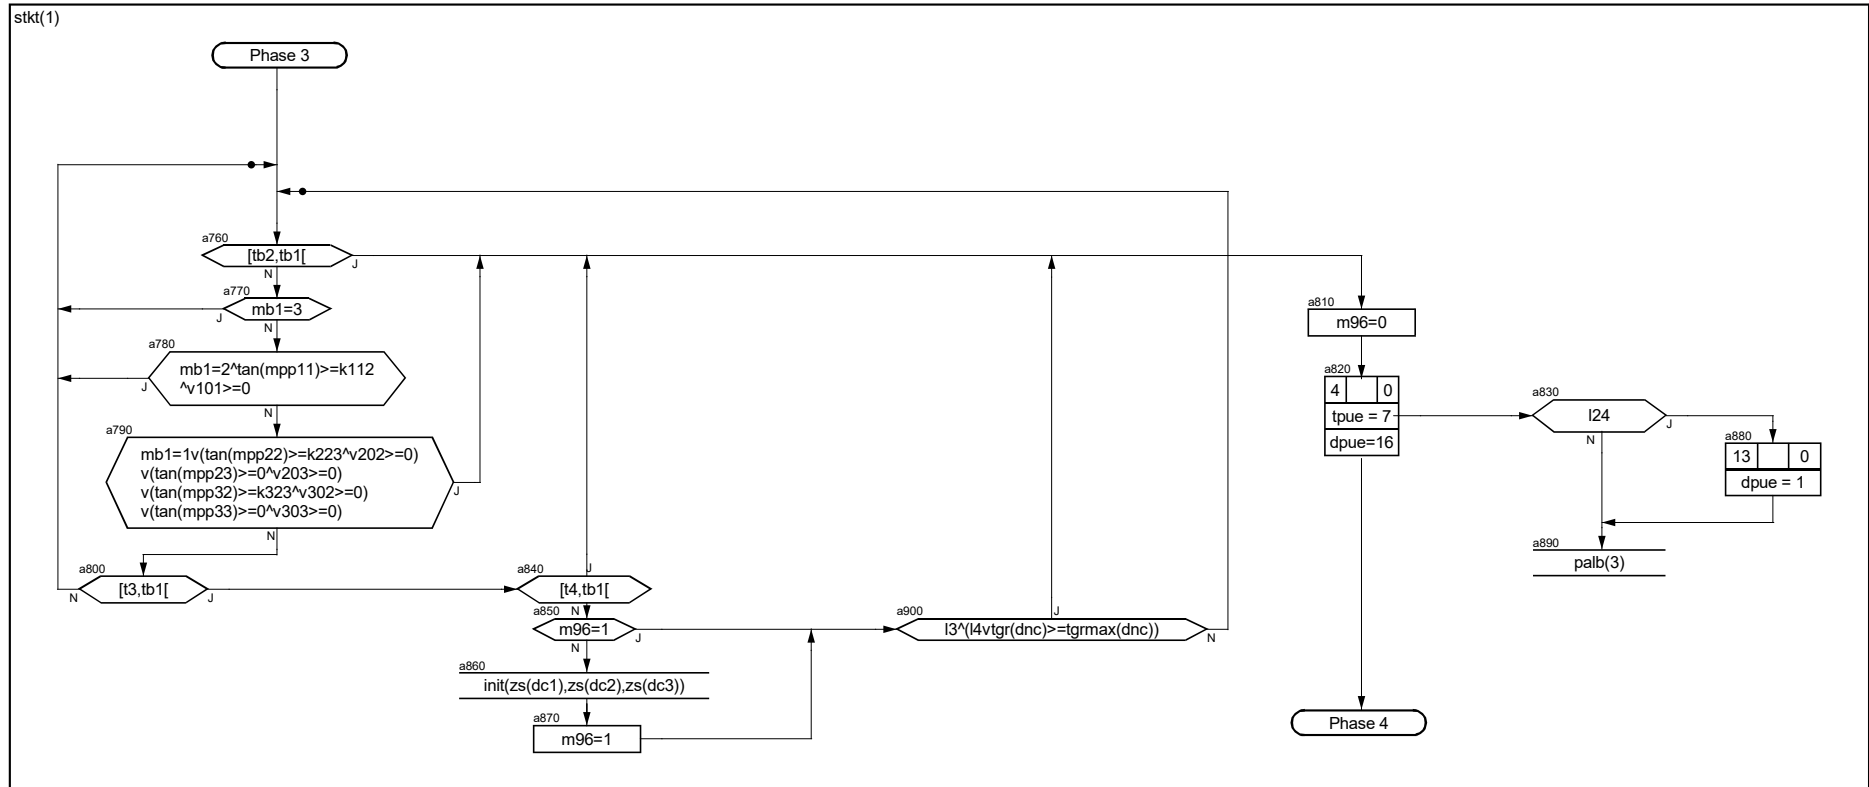 stkt(1)
Phase 3
a760
[tb2,tb1[
J
N
a770
mb1=3
J
N
a780
mb1=2^tan(mpp11)>=k112
^v101>=0
J
N
a790
mb1=1v(tan(mpp22)>=k223^v202>=0)
v(tan(mpp23)>=0^v203>=0)
v(tan(mpp32)>=k323^v302>=0)
v(tan(mpp33)>=0^v303>=0)
J
N
a800
[t3,tb1[
N
J
a840
[t4,tb1[
J
N
a850
m96=1
J
N
a860
init(zs(dc1),zs(dc2),zs(dc3))
a870
m96=1
a900
l3^(l4vtgr(dnc)>=tgrmax(dnc))
J
N
a810
m96=0
a820
4 0
tpue = 7
dpue=16
Phase 4
a830
l24
J
N
a880
13 0
dpue = 1
a890
palb(3)